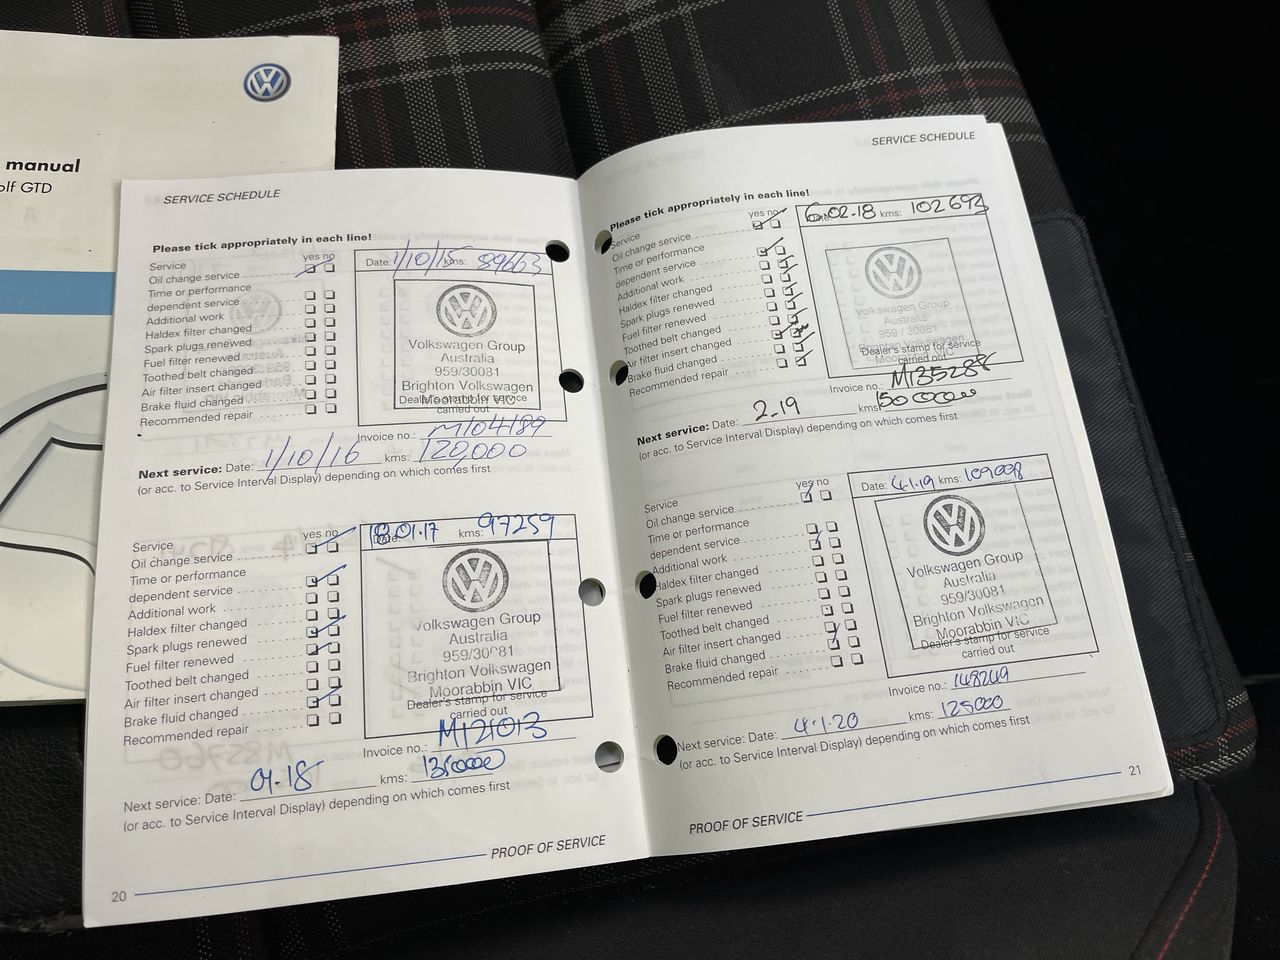 manual
olf GTD
SERVICE SCHEDULE
Please tick appropriately in each line!
yes no
Service
Oil change service
Time or performance
dependent service
Additional work
Haldex filter changed
Spark plugs renewed
Fuel filter renewed
Toothed belt changed
Air filter insert changed
Brake fluid changed
Recommended repair
Date: 1/10/15 kms: 89663
Volkswagen Group
Australia
959/30081
Brighton Volkswagen
Moorabbin VIC
Dealer's stamp for service
carried out
Invoice no.: M104189
Next service: Date: 1/10/16 kms: 120,000
(or acc. to Service Interval Display) depending on which comes first
yes no
Service
Oil change service
Time or performance
dependent service
Additional work
Haldex filter changed
Spark plugs renewed
Fuel filter renewed
Toothed belt changed
Air filter insert changed
Brake fluid changed
Recommended repair
18.01.17 kms: 97259
Volkswagen Group
Australia
959/30081
Brighton Volkswagen
Moorabbin VIC
Dealer's stamp for service
carried out
Invoice no.: M121013
Next service: Date: 01.18 kms:
(or acc. to Service Interval Display) depending on which comes first
PROOF OF SERVICE
20
SERVICE SCHEDULE
Please tick appropriately in each line!
yes no
Service
Oil change service
Time or performance
dependent service
Additional work
Haldex filter changed
Spark plugs renewed
Fuel filter renewed
Toothed belt changed
Air filter insert changed
Brake fluid changed
Recommended repair
6.02.18 kms: 102693
Volkswagen Group
Australia
959 / 30081
Brighton Volkswagen
Moorabbin VIC
Dealer's stamp for service
carried out
Invoice no.: M135288
Next service: Date: 2.19 kms:
(or acc. to Service Interval Display) depending on which comes first
yes no
Service
Oil change service
Time or performance
dependent service
Additional work
Haldex filter changed
Spark plugs renewed
Fuel filter renewed
Toothed belt changed
Air filter insert changed
Brake fluid changed
Recommended repair
Date: 4.1.19 kms: 109098
Volkswagen Group
Australia
959/30081
Brighton Volkswagen
Moorabbin VIC
Dealer's stamp for service
carried out
Invoice no.: 148249
Next service: Date: 4.1.20 kms: 125000
(or acc. to Service Interval Display) depending on which comes first
21
PROOF OF SERVICE